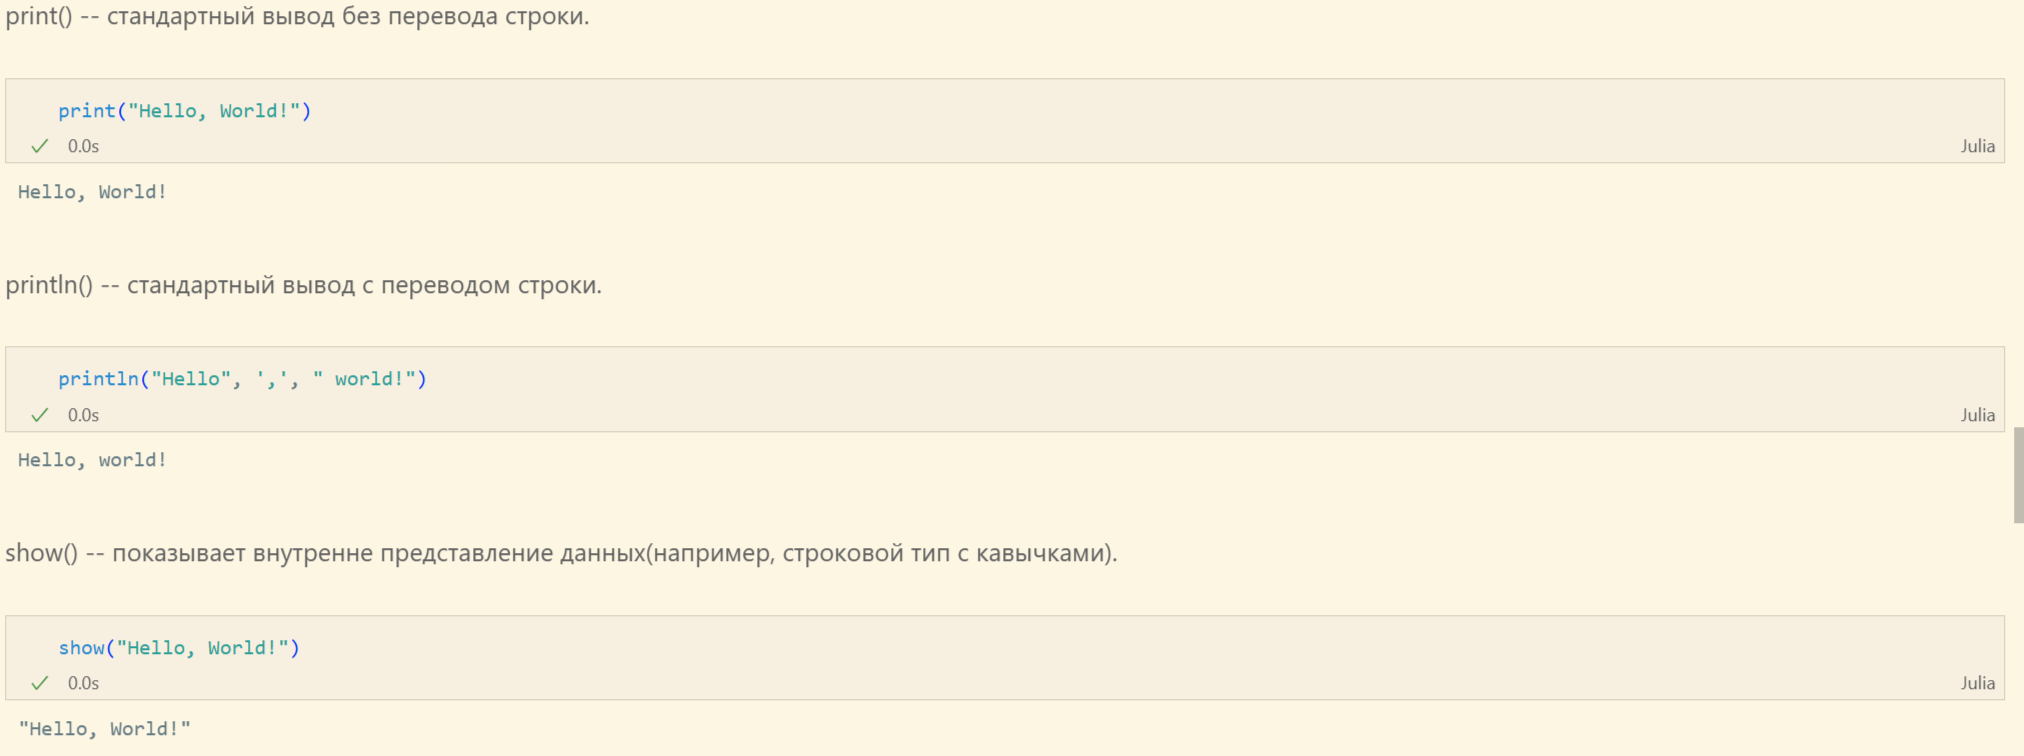 print() -- стандартный вывод без перевода строки.
print("Hello, World!")
0.0s
Julia
Hello, World!
println() -- стандартный вывод с переводом строки.
println("Hello", ',', " world!")
0.0s
Julia
Hello, world!
show() -- показывает внутренне представление данных(например, строковой тип с кавычками).
show("Hello, World!")
0.0s
Julia
"Hello, World!"